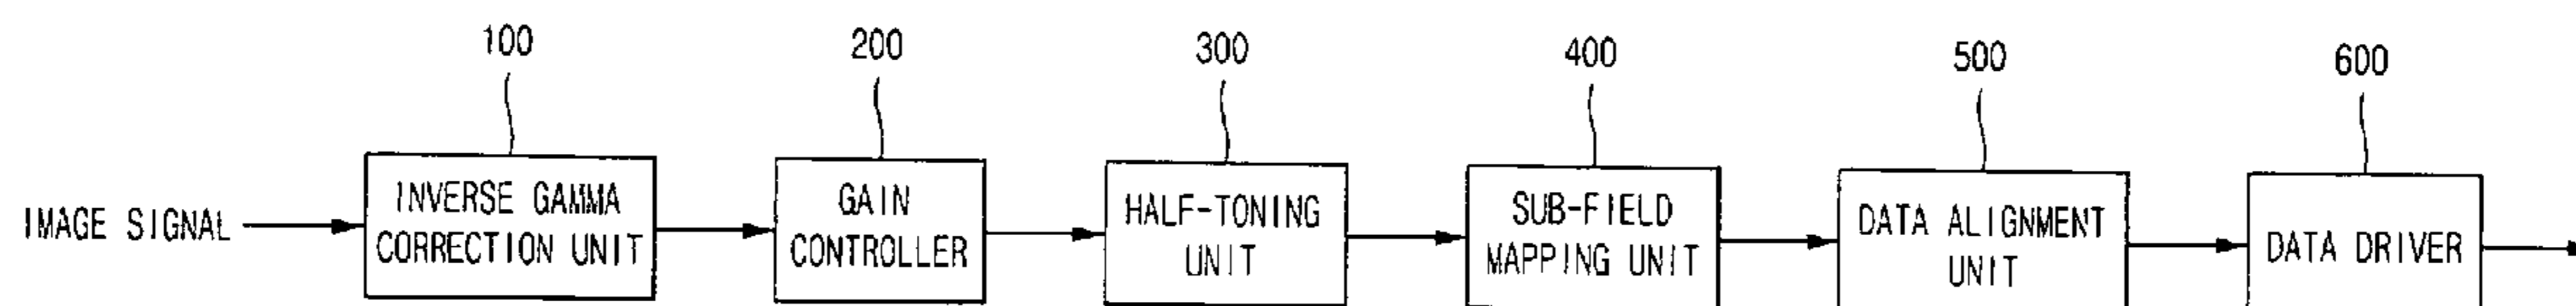 100
200
300
400
500
600
IMAGE SIGNAL
INVERSE GAMMA
CORRECTION UNIT
GAIN
CONTROLLER
HALF-TONING
UNIT
SUB-FIELD
MAPPING UNIT
DATA ALIGNMENT
UNIT
DATA DRIVER